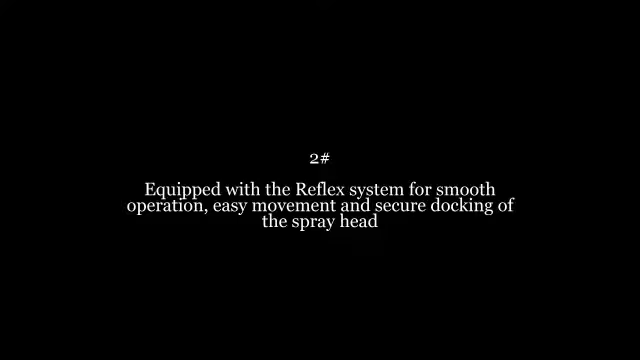 2#
Equipped with the Reflex system for smooth
operation, easy movement and secure docking of
the spray head